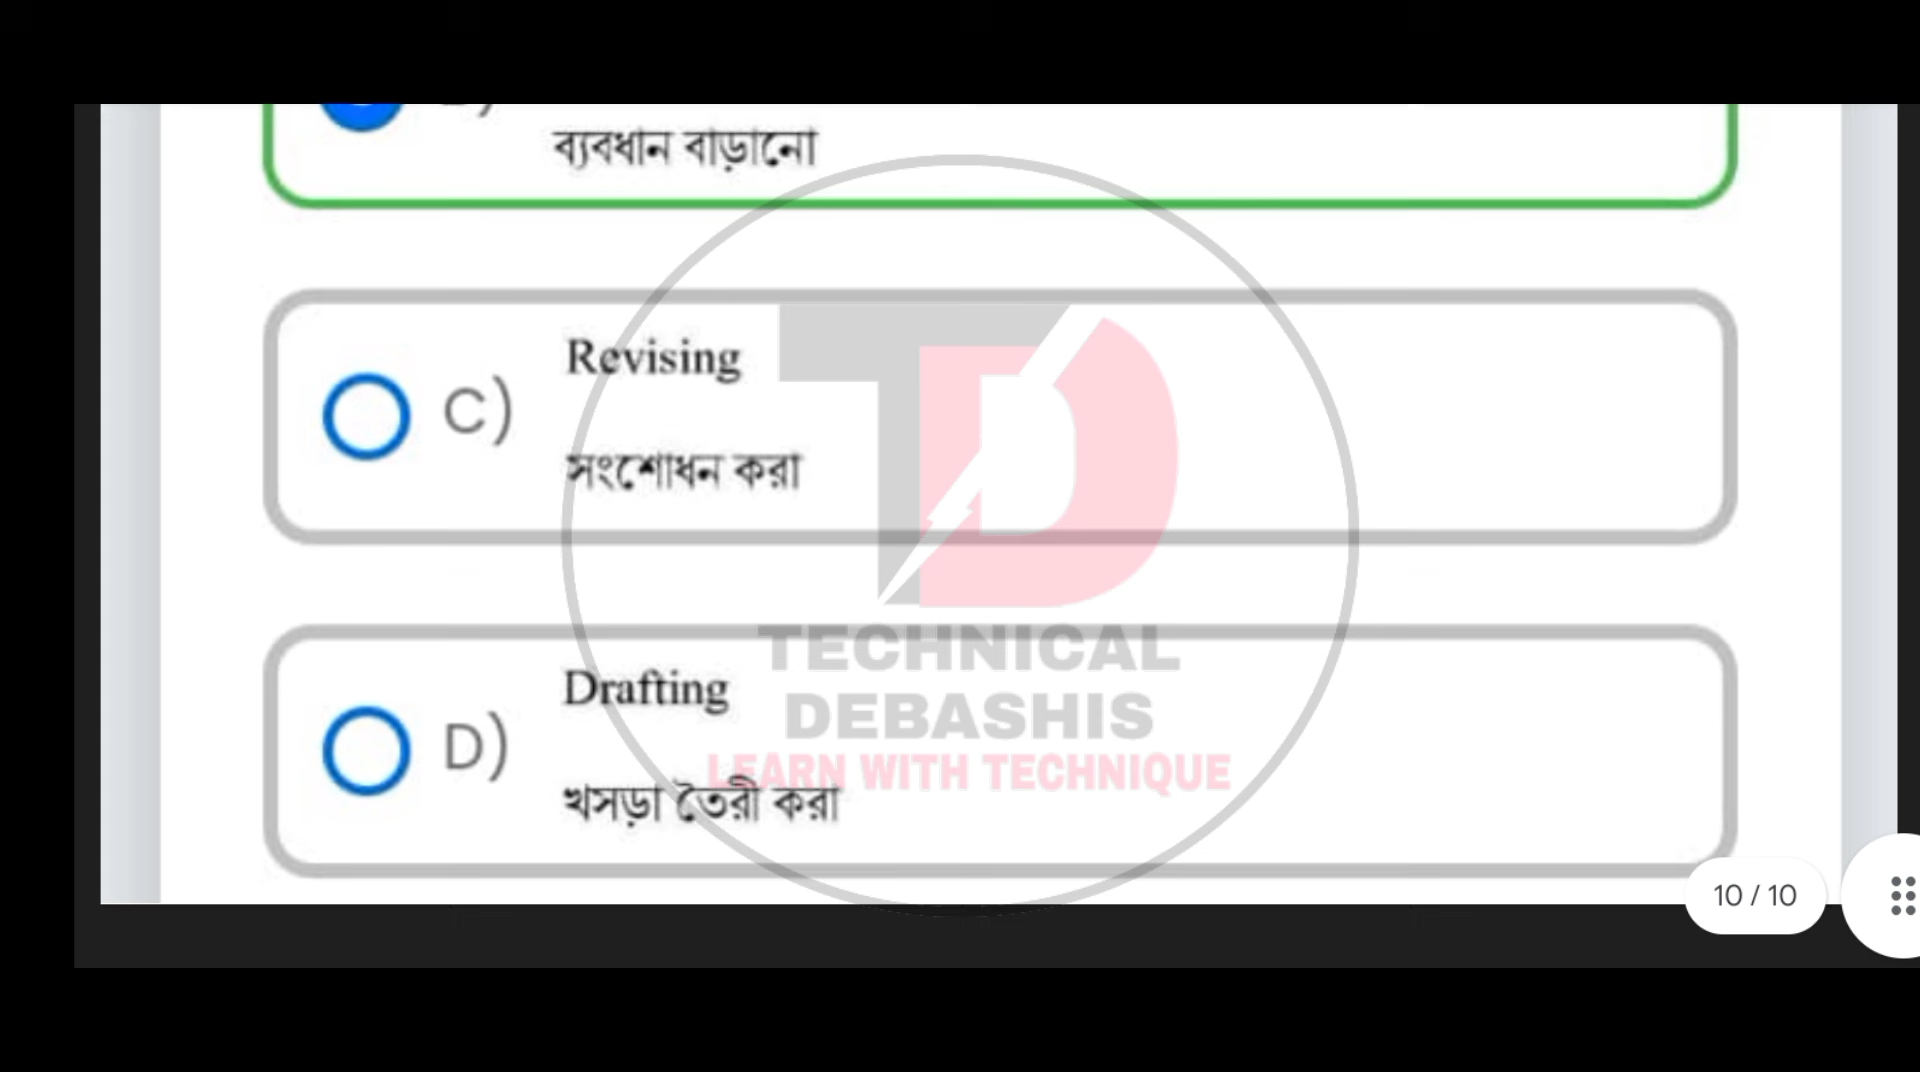 ব্যবধান বাড়ানো
C)
Revising
সংশোধন করা
D)
Drafting
খসড়া তৈরী করা
TECHNICAL
DEBASHIS
LEARN WITH TECHNIQUE
10 / 10